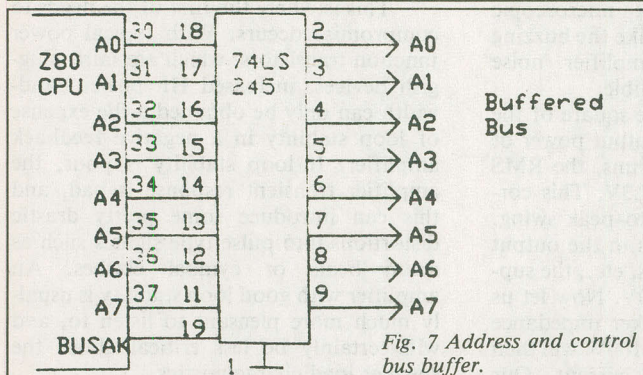 30 18 2
A0 A0
Z80 31 17 74LS 3
CPU A1 245 A1
32 16 4 Buffered
A2 A2 Bus
33 15 5
A3 A3
34 14 6
A4 A4
35 13 7
A5 A5
36 12 8
A6 A6
37 11 9
A7 A7
19
BUSAK 1
Fig. 7 Address and control
bus buffer.